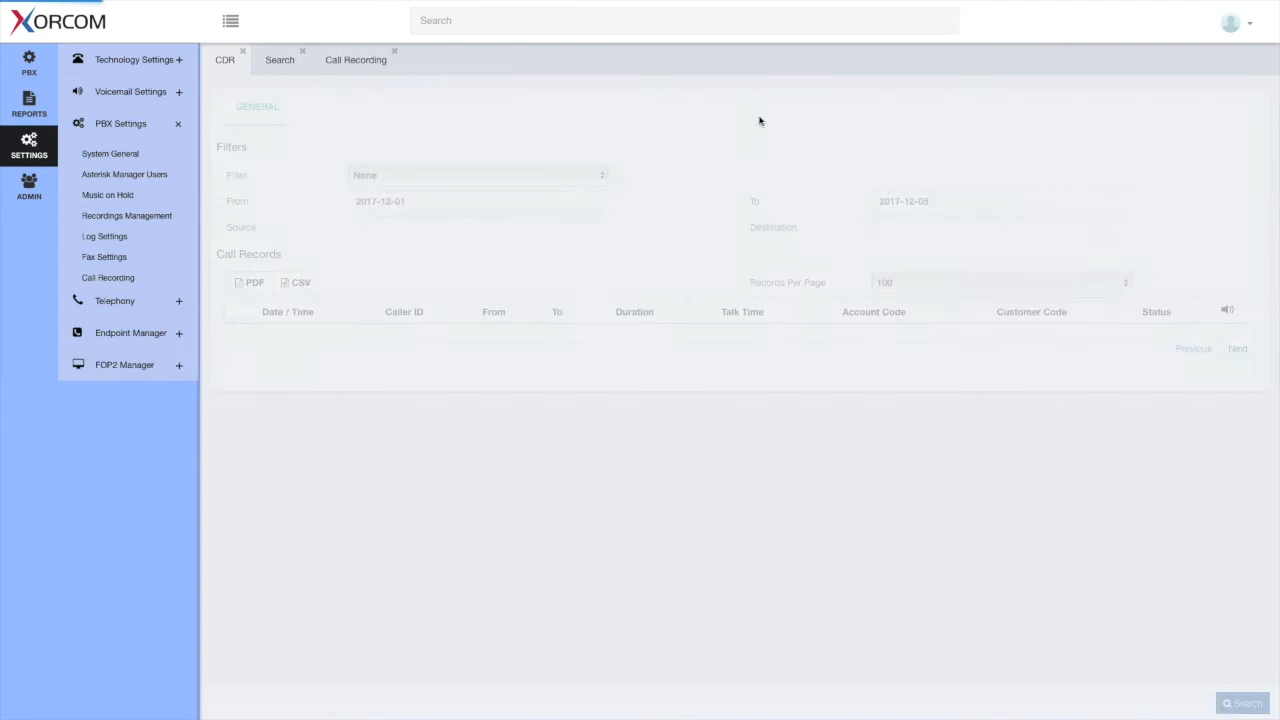 XORCOM
Search
PBX
REPORTS
SETTINGS
ADMIN
Technology Settings +
Voicemail Settings +
PBX Settings ×
System General
Asterisk Manager Users
Music on Hold
Recordings Management
Log Settings
Fax Settings
Call Recording
Telephony +
Endpoint Manager +
FOP2 Manager +
CDR Search Call Recording
GENERAL
Filters
Filter None
From 2017-12-01 To 2017-12-05
Source Destination
Call Records
PDF CSV Records Per Page 100
Date / Time Caller ID From To Duration Talk Time Account Code Customer Code Status
Previous Next
Search